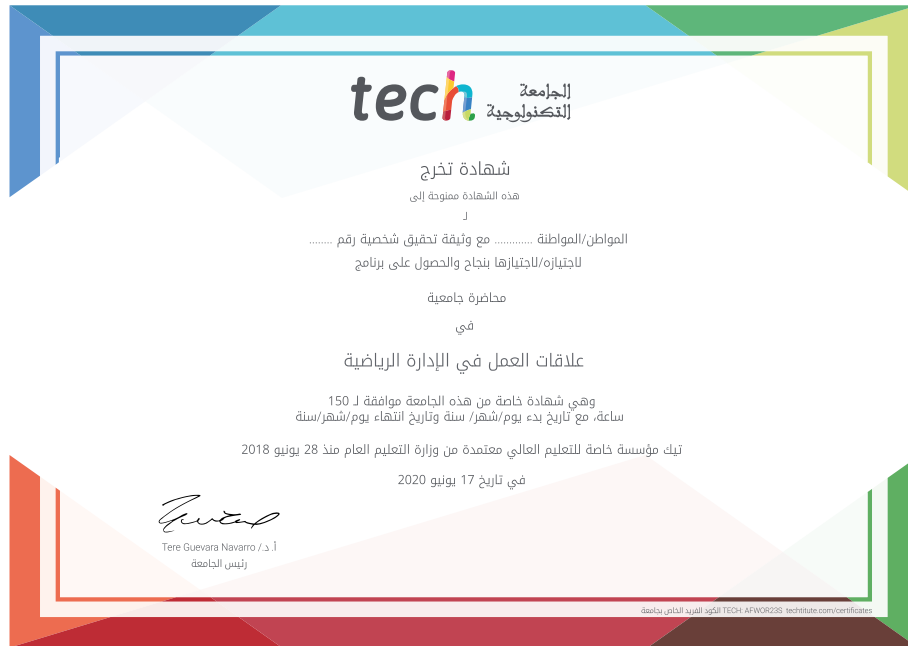 tech الجامعة
التكنولوجية
شهادة تخرج
هذه الشهادة ممنوحة إلى
لـ
المواطن/المواطنة ............. مع وثيقة تحقيق شخصية رقم ........
لاجتيازه/لاجتيازها بنجاح والحصول على برنامج
محاضرة جامعية
في
علاقات العمل في الإدارة الرياضية
وهي شهادة خاصة من هذه الجامعة موافقة لـ 150
ساعة، مع تاريخ بدء يوم/شهر/ سنة وتاريخ انتهاء يوم/شهر/سنة
تيك مؤسسة خاصة للتعليم العالي معتمدة من وزارة التعليم العام منذ 28 يونيو 2018
في تاريخ 17 يونيو 2020
أ. د./ Tere Guevara Navarro
رئيس الجامعة
الكود الفريد الخاص بجامعة TECH: AFWOR23S techtitute.com/certificates